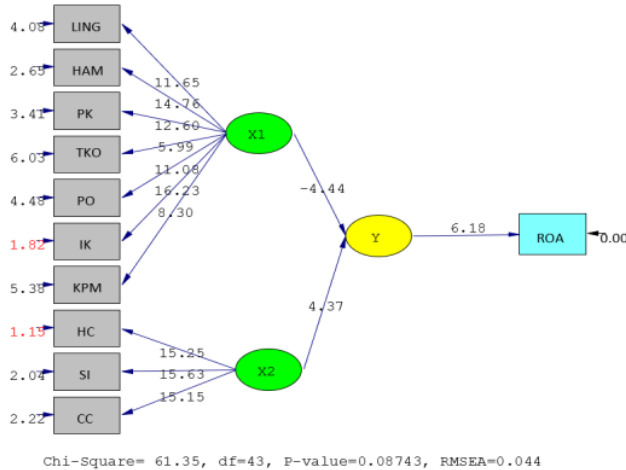 4.08 LING
2.65 HAM
11.65
14.76
3.41 PK
12.60
X1
6.03 TKO
5.99
11.08
4.48 PO
16.23
-4.44
8.30
1.82 IK
Y
6.18
ROA
0.00
5.38 KPM
4.37
1.15 HC
15.25
2.04 SI
15.63
X2
15.15
2.22 CC
Chi-Square= 61.35, df=43, P-value=0.08743, RMSEA=0.044